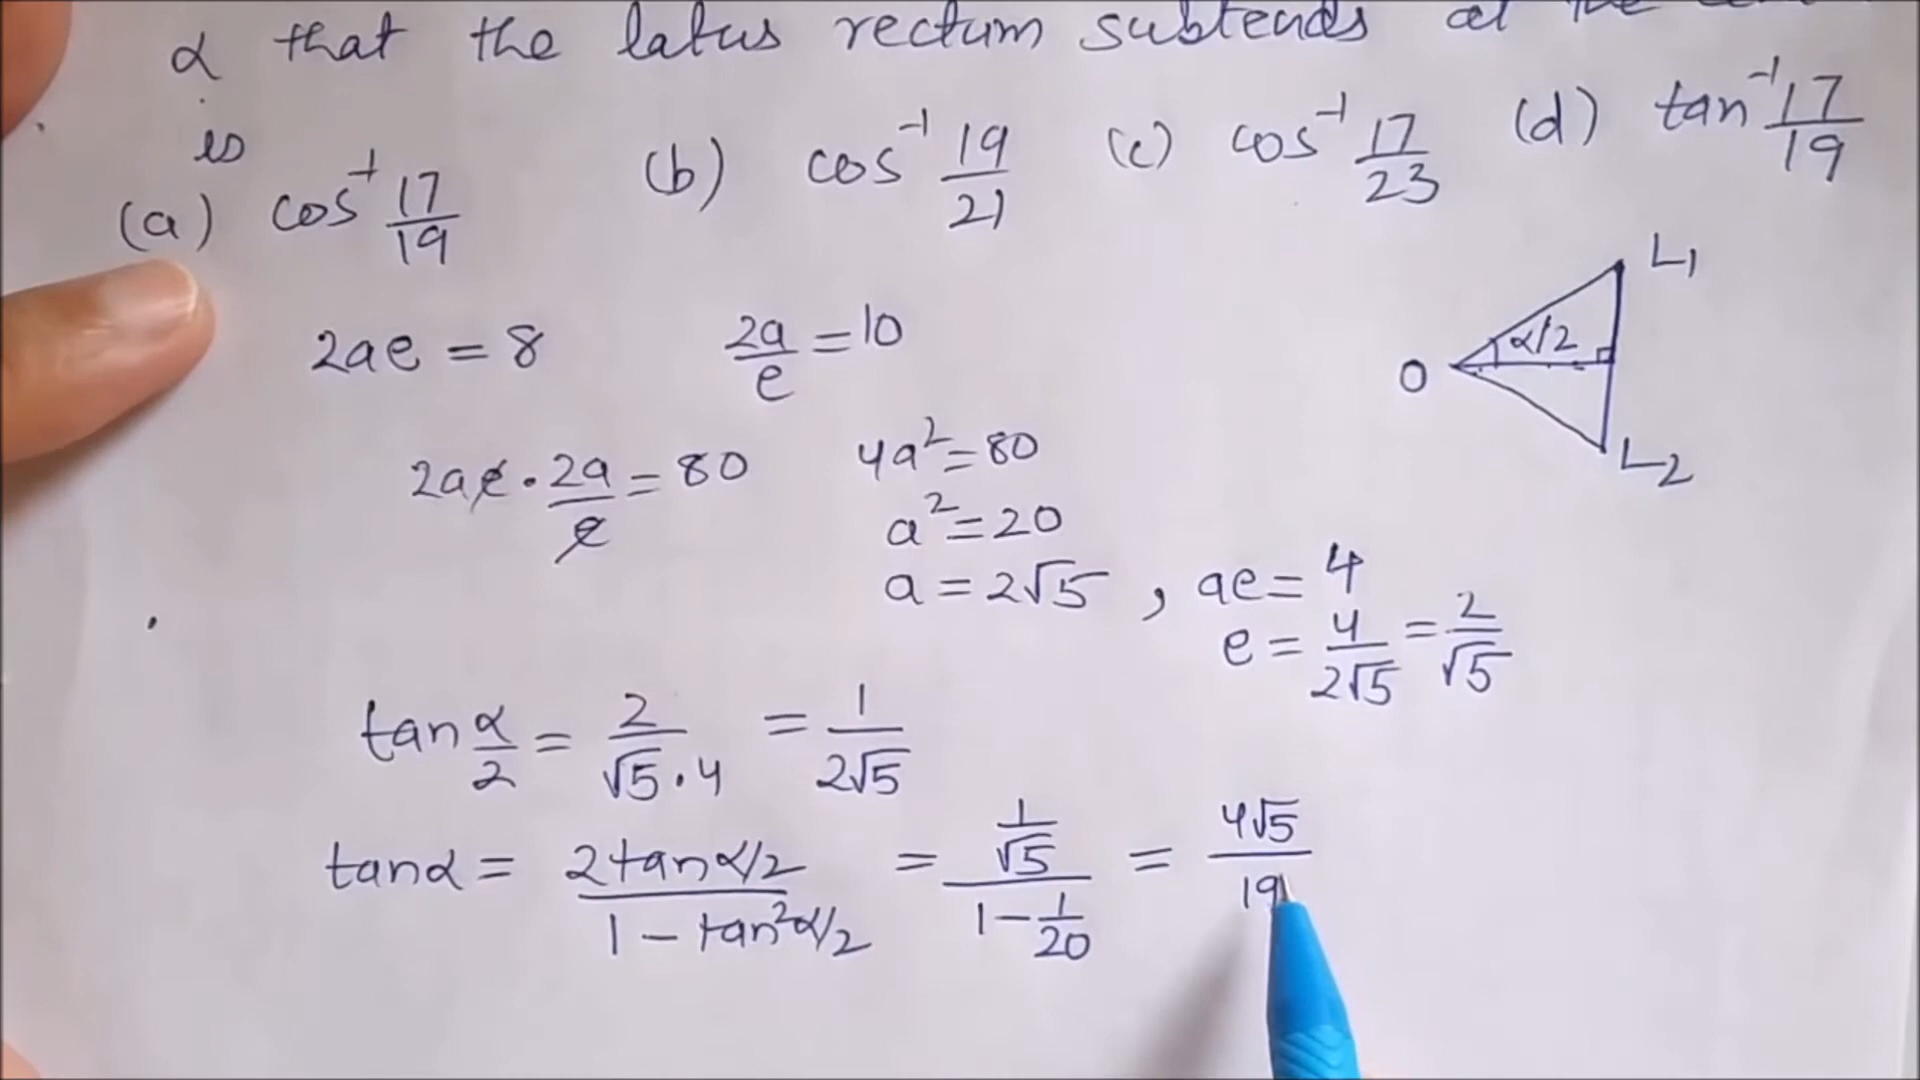 α that the latus rectum subtends at the
is
(a) cos⁻¹ 17/19 (b) cos⁻¹ 19/21 (c) cos⁻¹ 17/23 (d) tan⁻¹ 17/19
L1
α/2
O
L2
2ae = 8 2a/e = 10
2ae · 2a/e = 80 4a² = 80
a² = 20
a = 2√5 , ae = 4
e = 4/2√5 = 2/√5
tan α/2 = 2/√5·4 = 1/2√5
tanα = 2tanα/2 / 1 − tan²α/2 = 1/√5 / 1 − 1/20 = 4√5/19